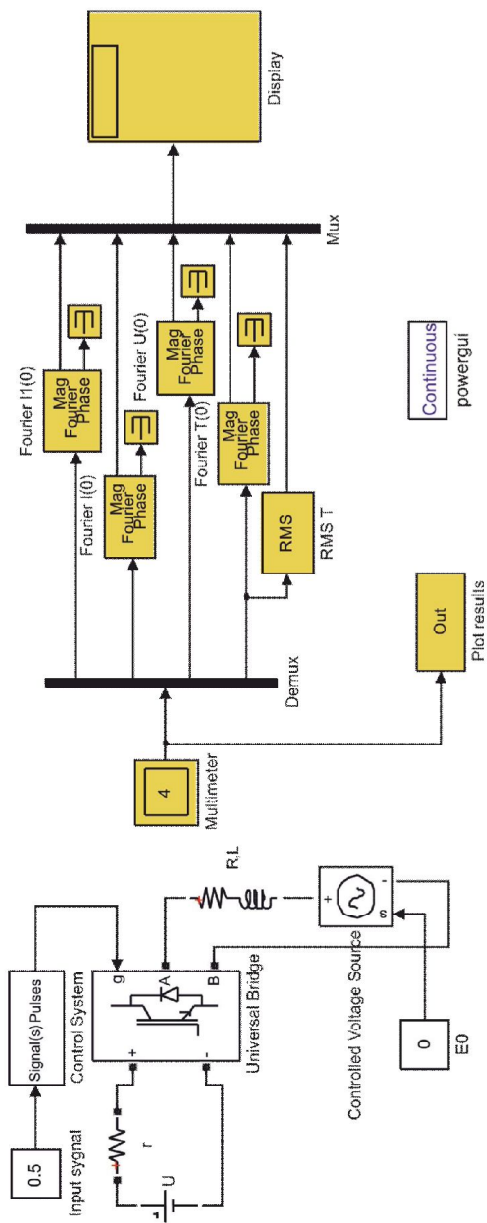 0.5
Input sygnal
Signal(s) Pulses
Control System
g
+
-
A
B
Universal Bridge
r
U
R,L
+
-
s
Controlled Voltage Source
0
E0
4
Multimeter
Demux
Out
Plot results
Fourier I1(0)
Mag
Fourier
Phase
Fourier I(0)
Mag
Fourier
Phase
Fourier U(0)
Mag
Fourier
Phase
Fourier T(0)
Mag
Fourier
Phase
RMS
RMS T
Mux
Display
Continuous
powergui